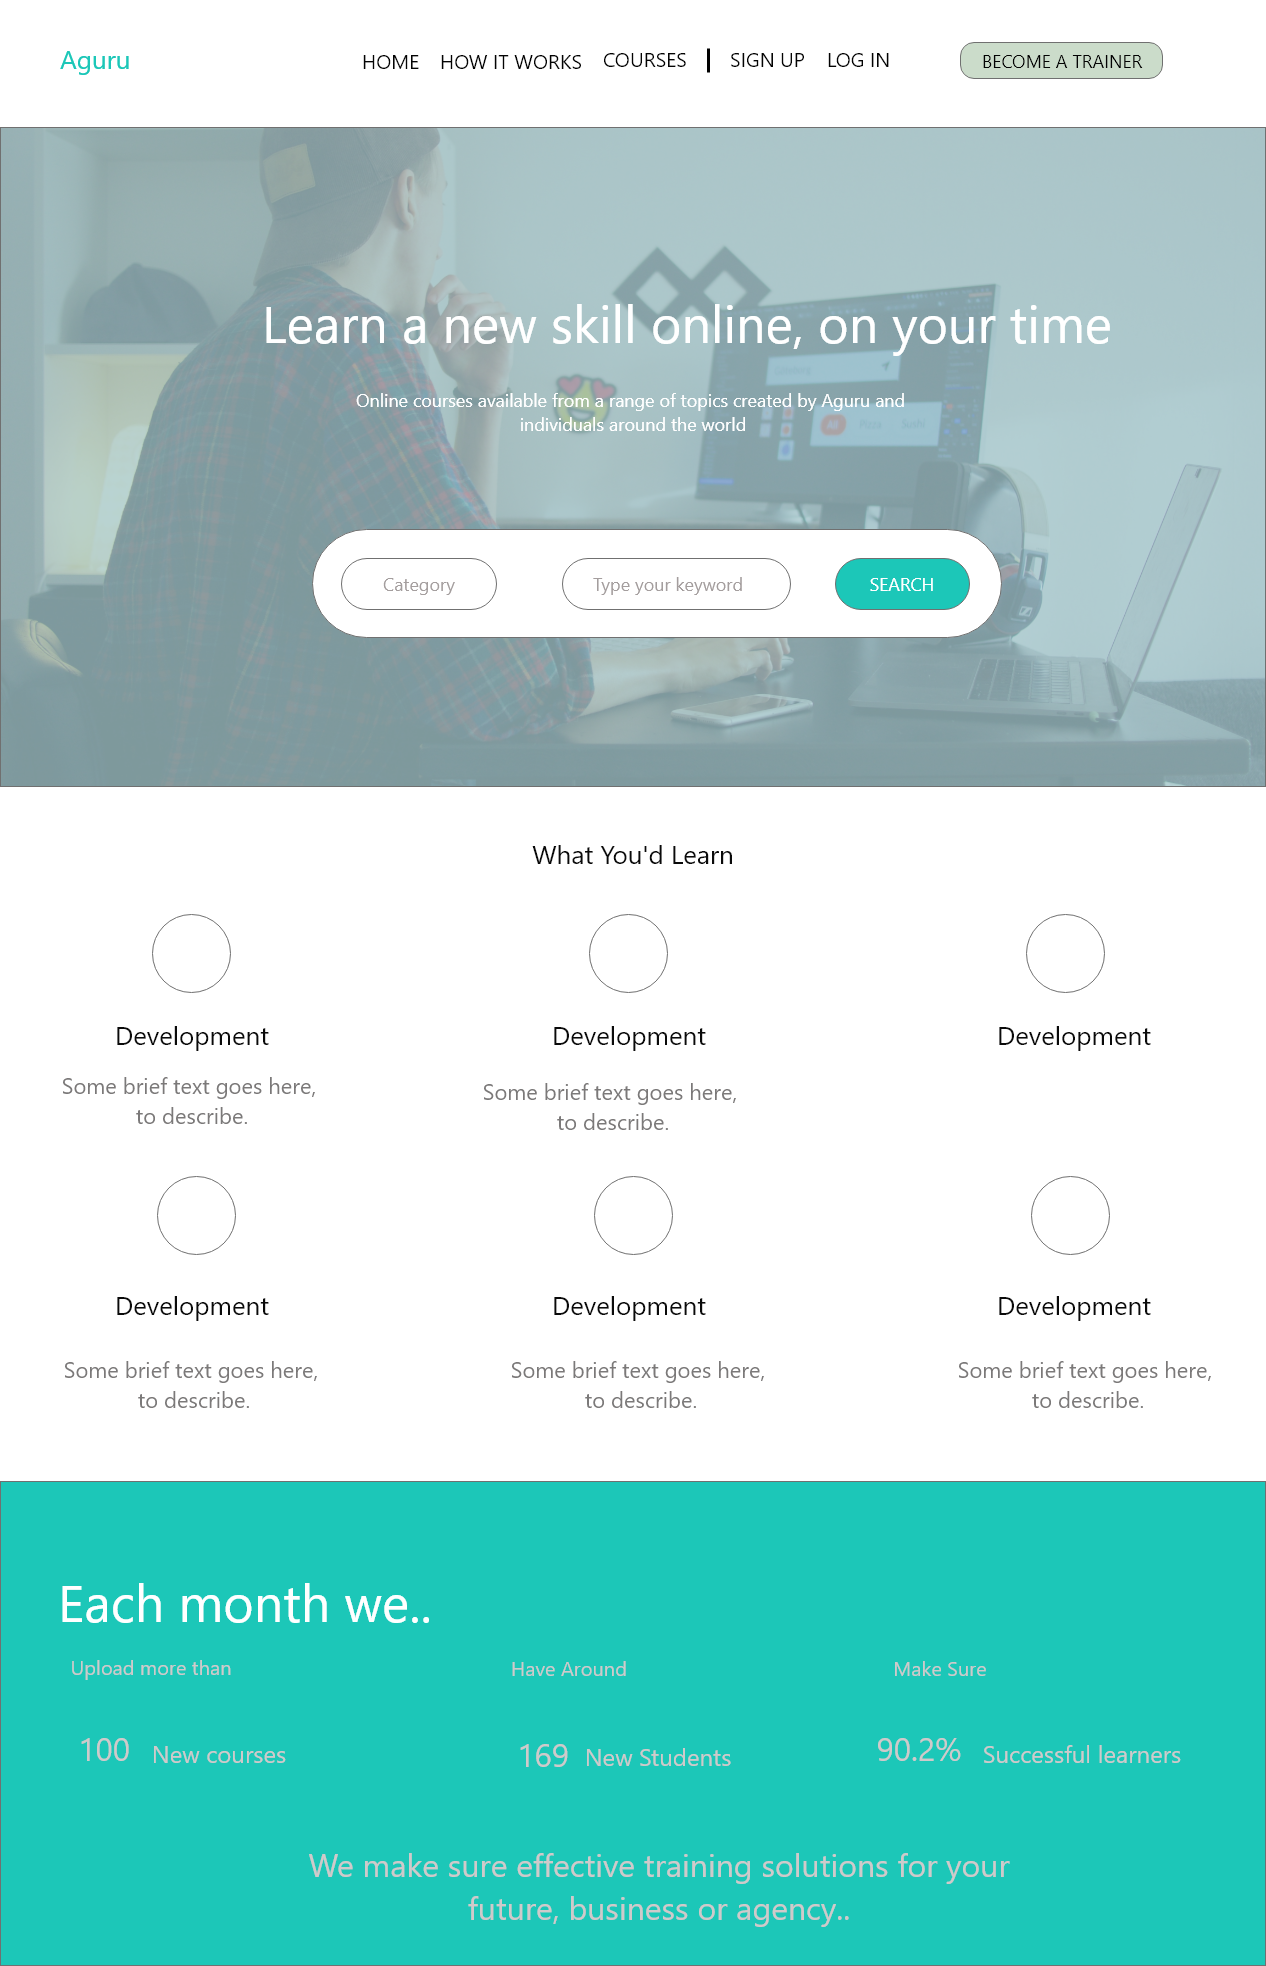 Aguru
HOME
HOW IT WORKS
COURSES
SIGN UP
LOG IN
BECOME A TRAINER
Learn a new skill online, on your time
Online courses available from a range of topics created by Aguru and
individuals around the world
All
Pizza
Sushi
Category
Type your keyword
SEARCH
What You'd Learn
Development
Development
Development
Some brief text goes here,
to describe.
Some brief text goes here,
to describe.
Development
Development
Development
Some brief text goes here,
to describe.
Some brief text goes here,
to describe.
Some brief text goes here,
to describe.
Each month we..
Upload more than
Have Around
Make Sure
100 New courses
169 New Students
90.2% Successful learners
We make sure effective training solutions for your
future, business or agency..